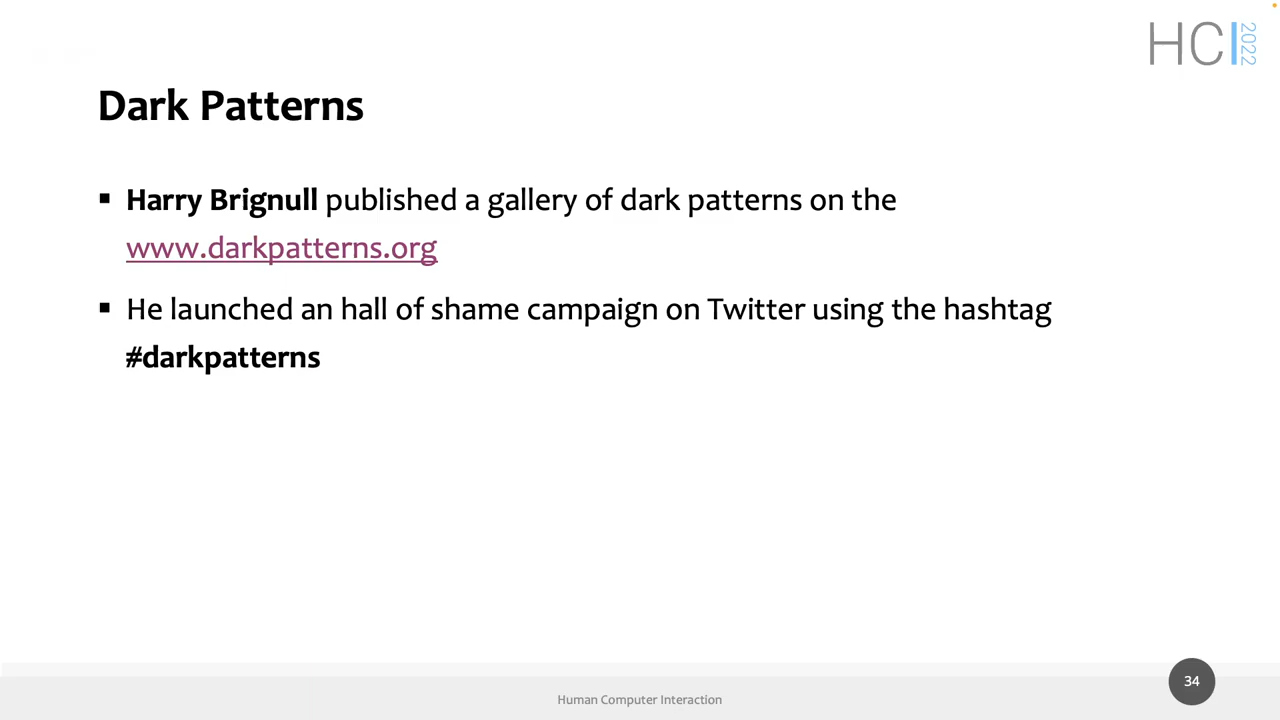 HCI 2022
Dark Patterns
▪ Harry Brignull published a gallery of dark patterns on the
www.darkpatterns.org
▪ He launched an hall of shame campaign on Twitter using the hashtag
#darkpatterns
34
Human Computer Interaction